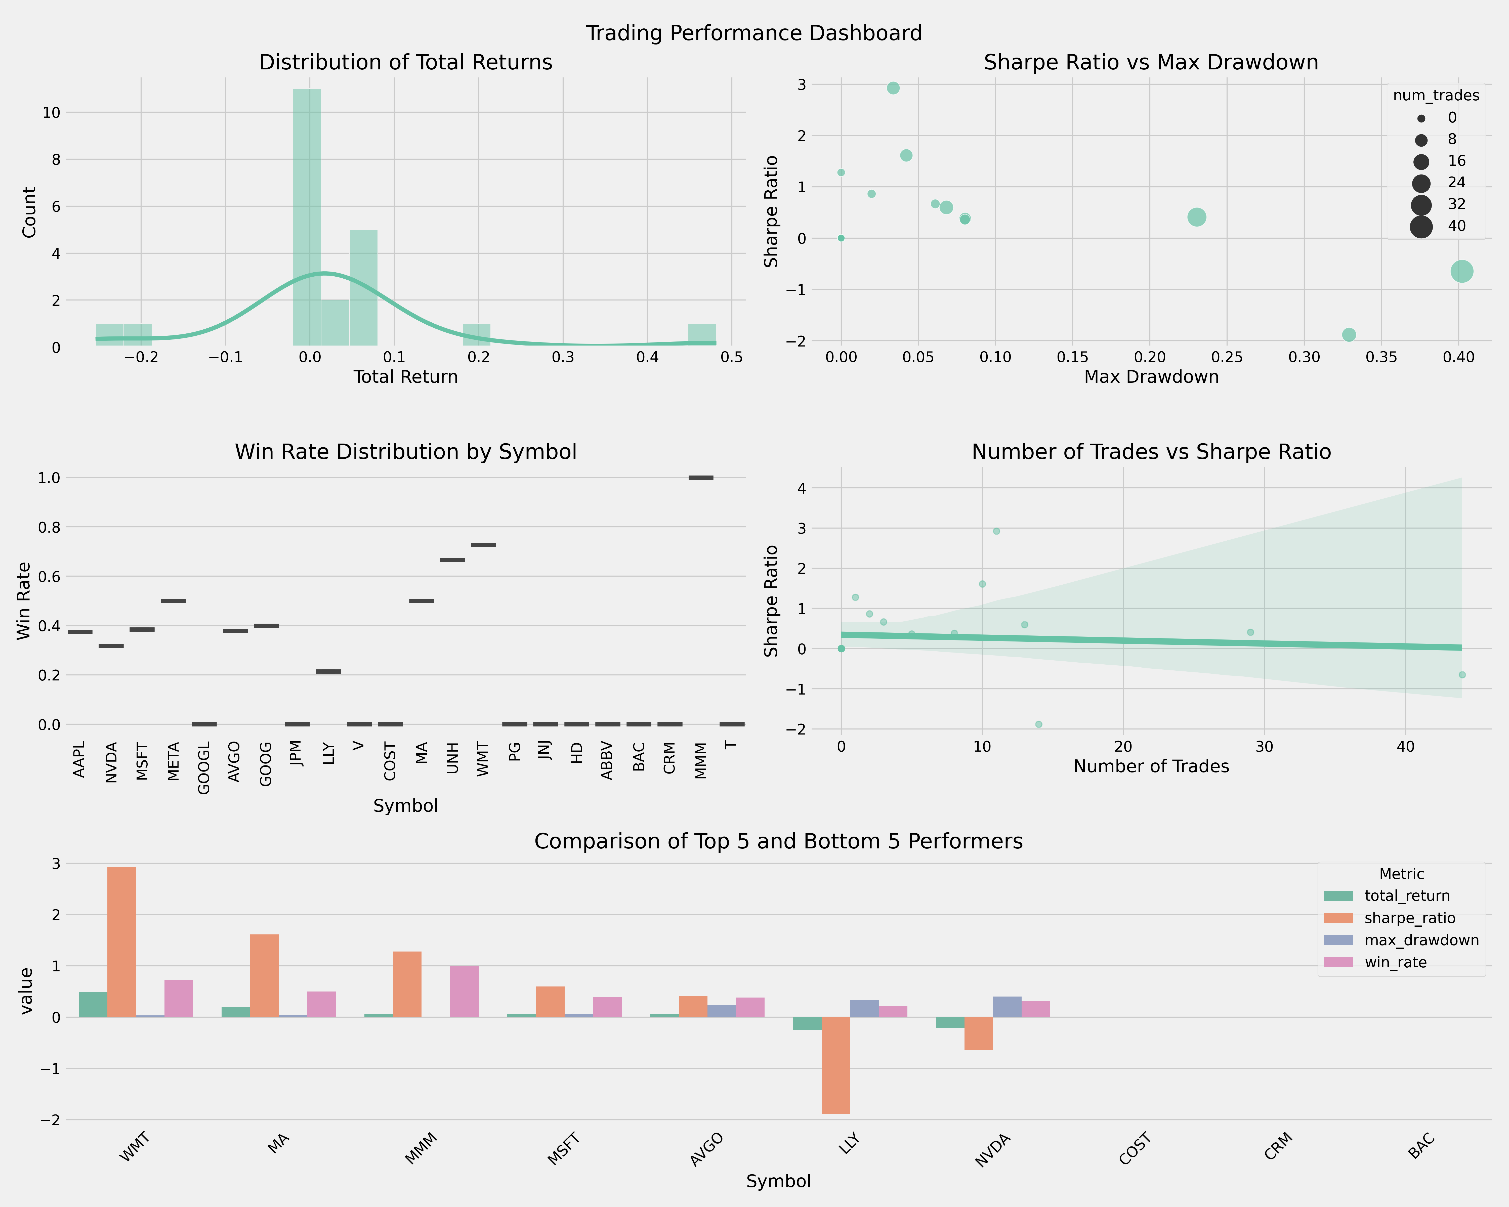 Trading Performance Dashboard
Distribution of Total Returns
Count
10
8
6
4
2
0
−0.2 −0.1 0.0 0.1 0.2 0.3 0.4 0.5
Total Return
Sharpe Ratio vs Max Drawdown
Sharpe Ratio
3
2
1
0
−1
−2
0.00 0.05 0.10 0.15 0.20 0.25 0.30 0.35 0.40
Max Drawdown
num_trades
0
8
16
24
32
40
Win Rate Distribution by Symbol
Win Rate
1.0
0.8
0.6
0.4
0.2
0.0
AAPL NVDA MSFT META GOOGL AVGO GOOG JPM LLY V COST MA UNH WMT PG JNJ HD ABBV BAC CRM MMM T
Symbol
Number of Trades vs Sharpe Ratio
Sharpe Ratio
4
3
2
1
0
−1
−2
0 10 20 30 40
Number of Trades
Comparison of Top 5 and Bottom 5 Performers
value
3
2
1
0
−1
−2
WMT MA MMM MSFT AVGO LLY NVDA COST CRM BAC
Symbol
Metric
total_return
sharpe_ratio
max_drawdown
win_rate